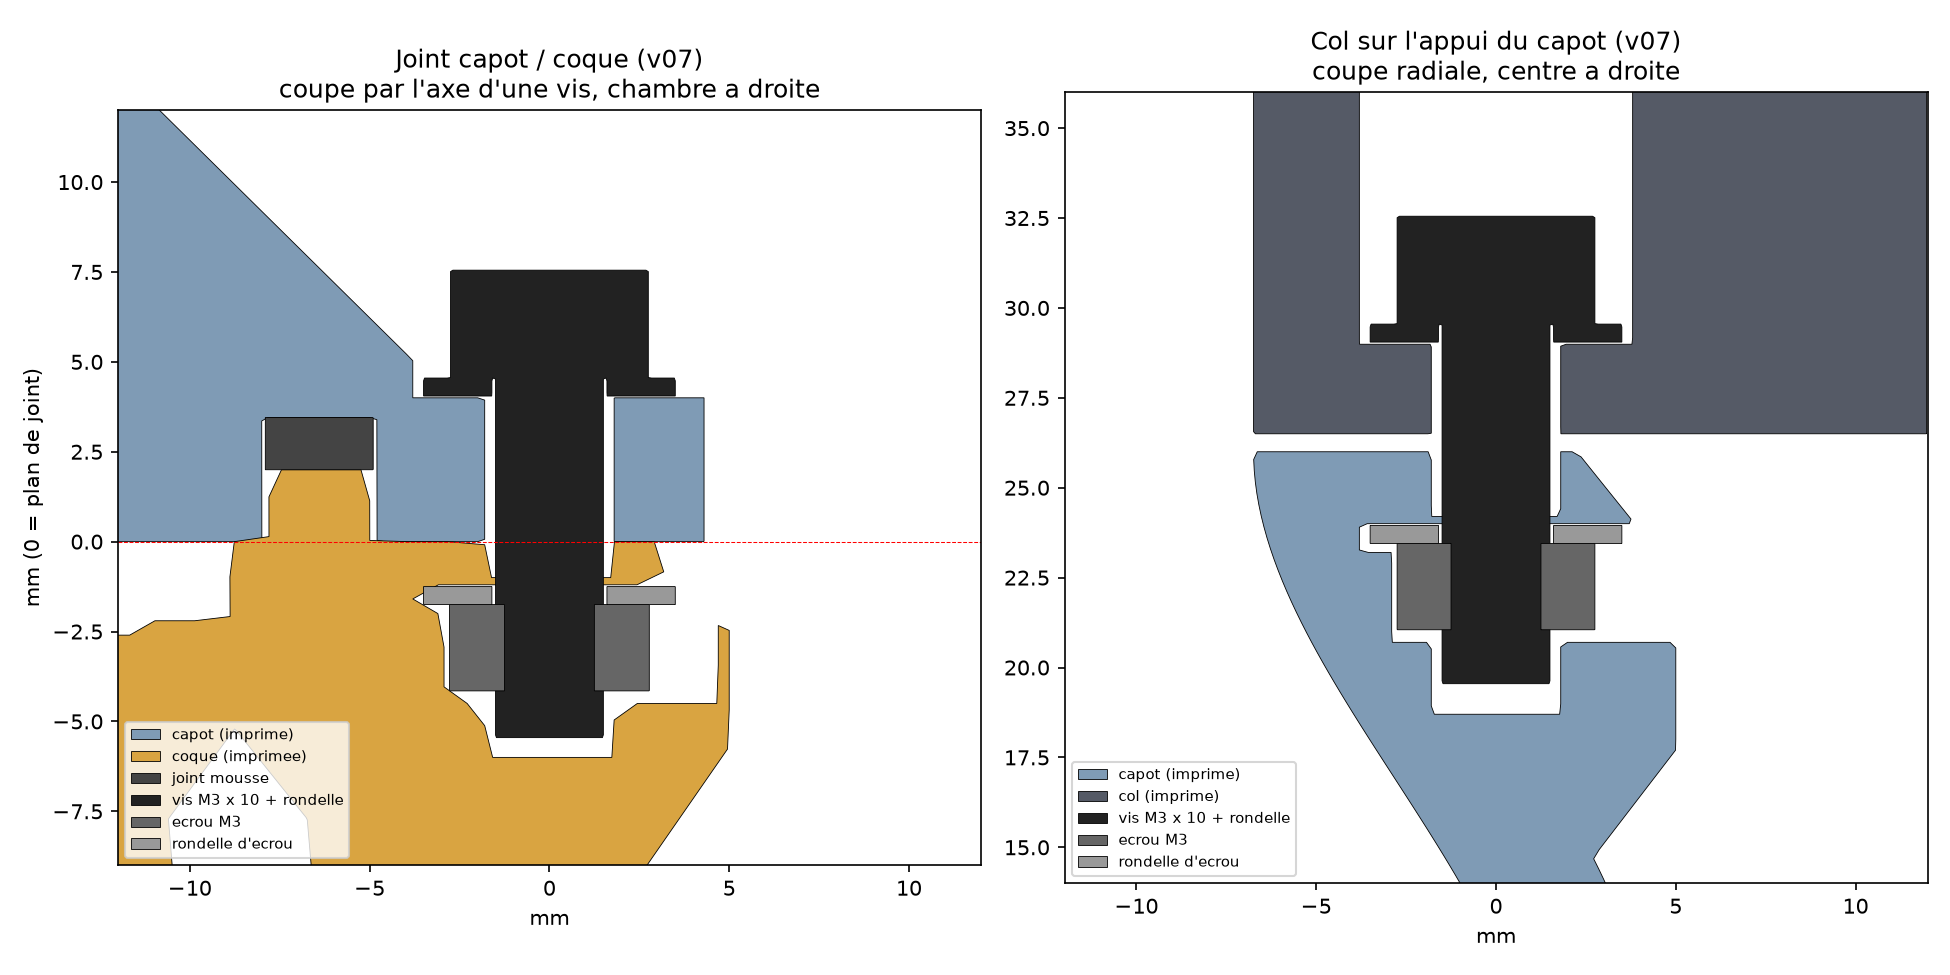 Joint capot / coque (v07)
coupe par l'axe d'une vis, chambre a droite
mm (0 = plan de joint)
10.0
7.5
5.0
2.5
0.0
−2.5
−5.0
−7.5
capot (imprime)
coque (imprimee)
joint mousse
vis M3 x 10 + rondelle
ecrou M3
rondelle d'ecrou
−10
−5
0
5
10
mm
Col sur l'appui du capot (v07)
coupe radiale, centre a droite
35.0
32.5
30.0
27.5
25.0
22.5
20.0
17.5
15.0
capot (imprime)
col (imprime)
vis M3 x 10 + rondelle
ecrou M3
rondelle d'ecrou
−10
−5
0
5
10
mm